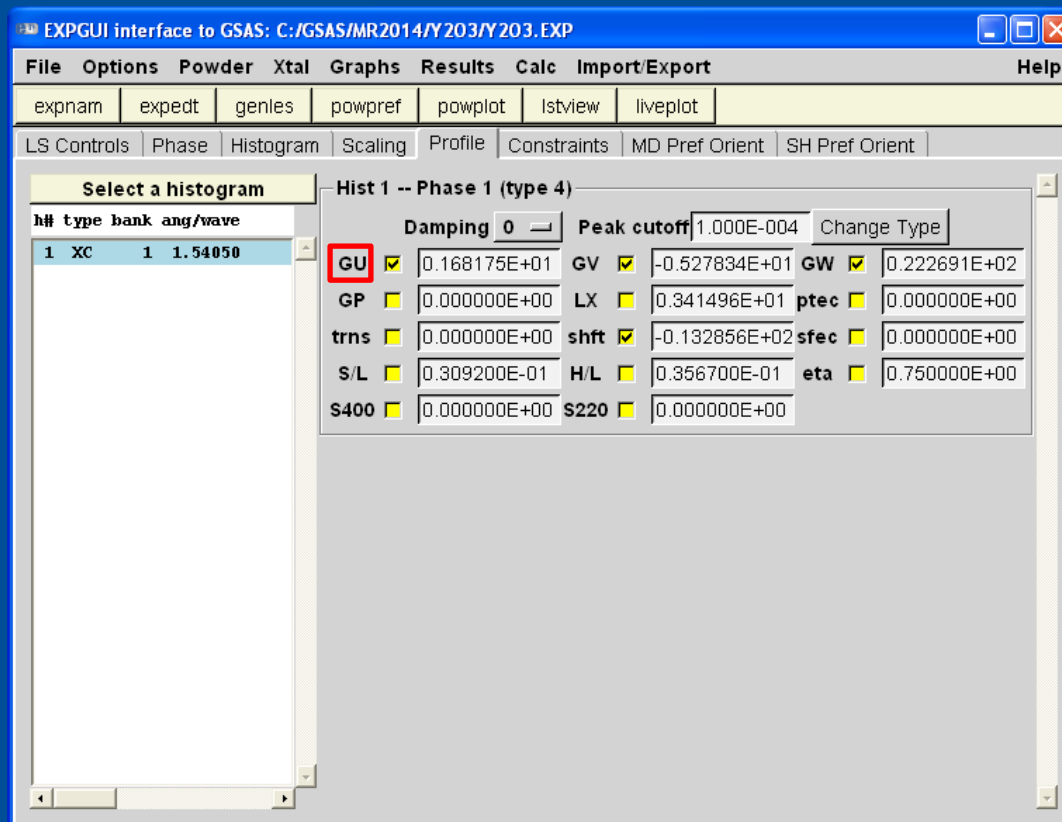 EXPGUI interface to GSAS: C:/GSAS/MR2014/Y2O3/Y2O3.EXP
File Options Powder Xtal Graphs Results Calc Import/Export Help
expnam expedt genles powpref powplot lstview liveplot
LS Controls Phase Histogram Scaling Profile Constraints MD Pref Orient SH Pref Orient
Select a histogram
h# type bank ang/wave
1 XC 1 1.54050
Hist 1 -- Phase 1 (type 4)
Damping 0 Peak cutoff 1.000E-004 Change Type
GU 0.168175E+01 GV -0.527834E+01 GW 0.222691E+02
GP 0.000000E+00 LX 0.341496E+01 ptec 0.000000E+00
trns 0.000000E+00 shft -0.132856E+02 sfec 0.000000E+00
S/L 0.309200E-01 H/L 0.356700E-01 eta 0.750000E+00
S400 0.000000E+00 S220 0.000000E+00